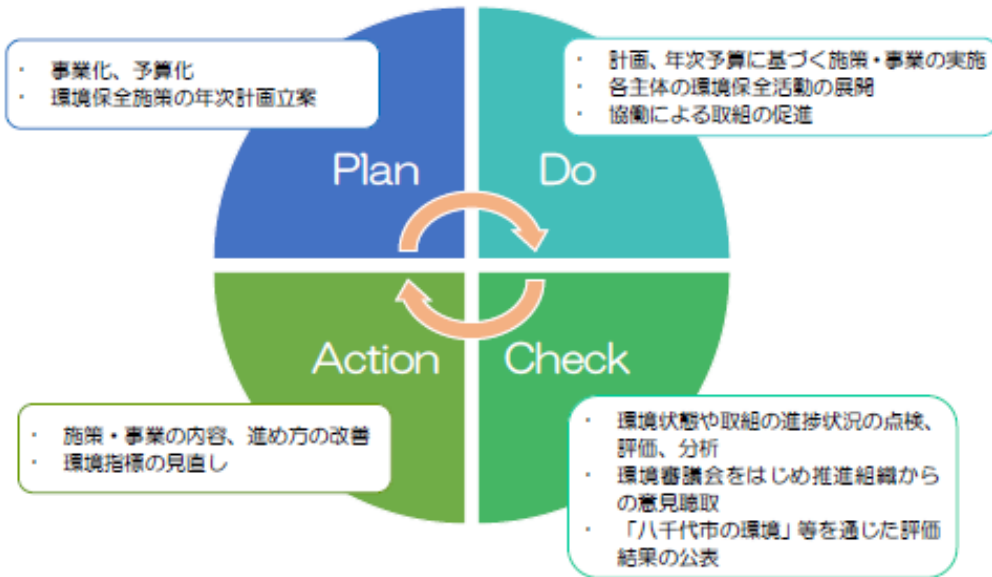 ・ 事業化、予算化
・ 環境保全施策の年次計画立案
Plan
・ 計画、年次予算に基づく施策・事業の実施
・ 各主体の環境保全活動の展開
・ 協働による取組の促進
Do
Action
・ 施策・事業の内容、進め方の改善
・ 環境指標の見直し
Check
・ 環境状態や取組の進捗状況の点検、
評価、分析
・ 環境審議会をはじめ推進組織から
の意見聴取
・ 「八千代市の環境」等を通じた評価
結果の公表